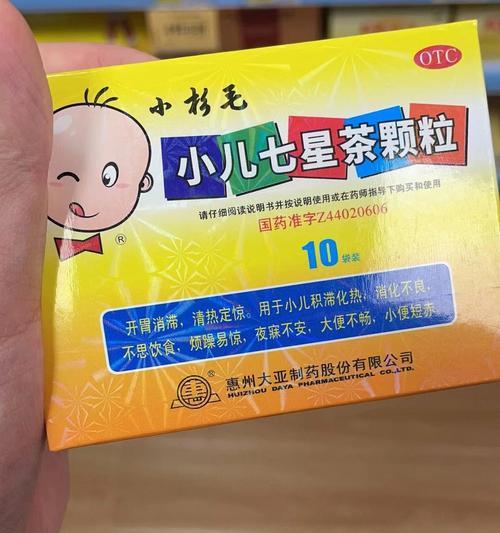 OTC
小杉毛
小儿七星茶颗粒
请仔细阅读说明书并按说明使用或在药师指导下购买和使用
国药准字Z44020606
10袋装
开胃消滞，清热定惊。用于小儿积滞化热，消化不良，
不思饮食，烦躁易惊，夜寐不安，大便不畅，小便短赤
惠州大亚制药股份有限公司
HUIZHOU DAYA PHARMACEUTICAL CO.,LTD.